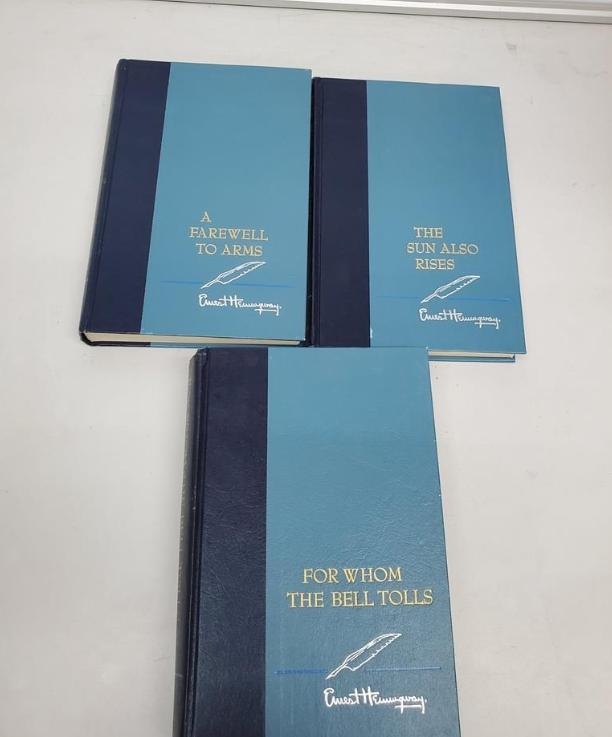 A
FAREWELL
TO ARMS
Ernest Hemingway.
THE
SUN ALSO
RISES
Ernest Hemingway.
FOR WHOM
THE BELL TOLLS
Ernest Hemingway.